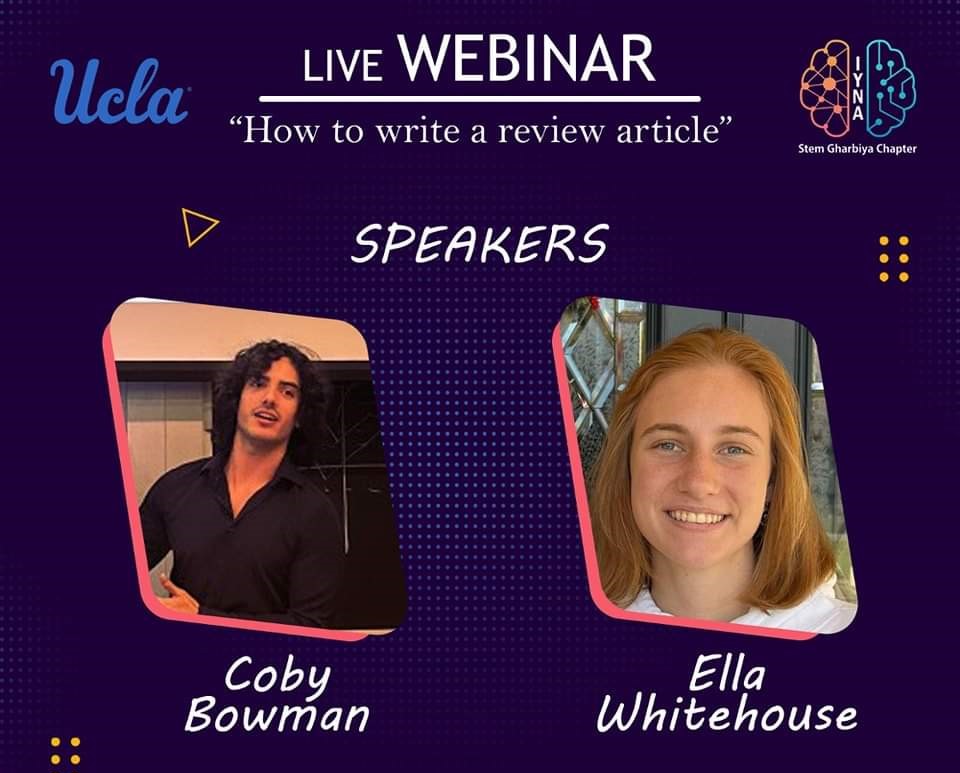 Ucla
LIVE WEBINAR
“How to write a review article”
IYNA
Stem Gharbiya Chapter
SPEAKERS
Coby
Bowman
Ella
Whitehouse